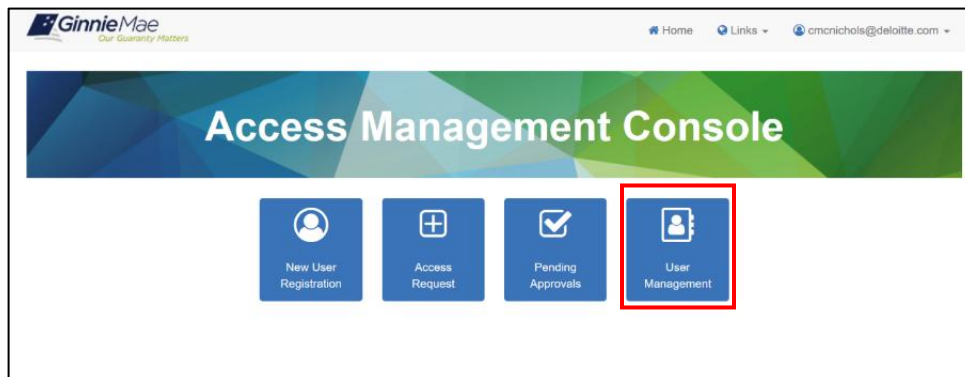 GinnieMae
Our Guaranty Matters
Home Links cmcnichols@deloitte.com
Access Management Console
New User
Registration
Access
Request
Pending
Approvals
User
Management